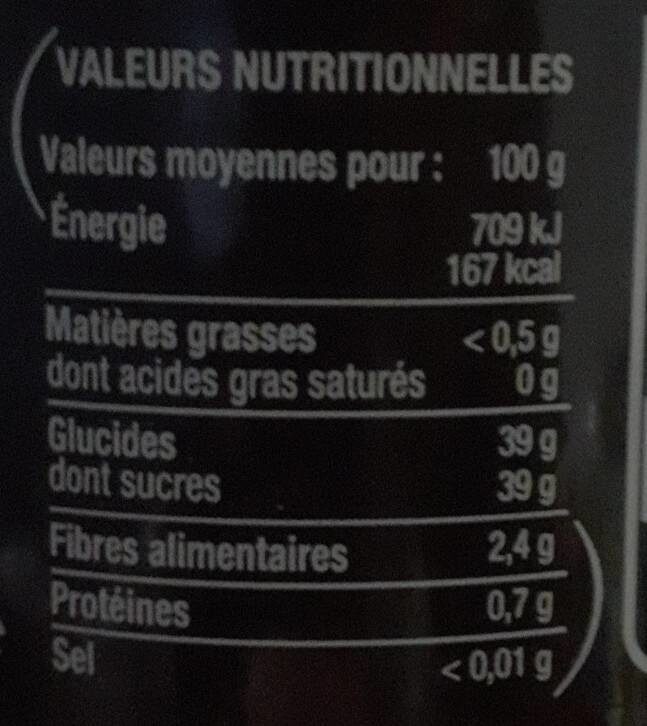 VALEURS NUTRITIONNELLES
Valeurs moyennes pour : 100 g
Énergie 709 kJ
167 kcal
Matières grasses < 0,5 g
dont acides gras saturés 0 g
Glucides 39 g
dont sucres 39 g
Fibres alimentaires 2,4 g
Protéines 0,7 g
Sel < 0,01 g